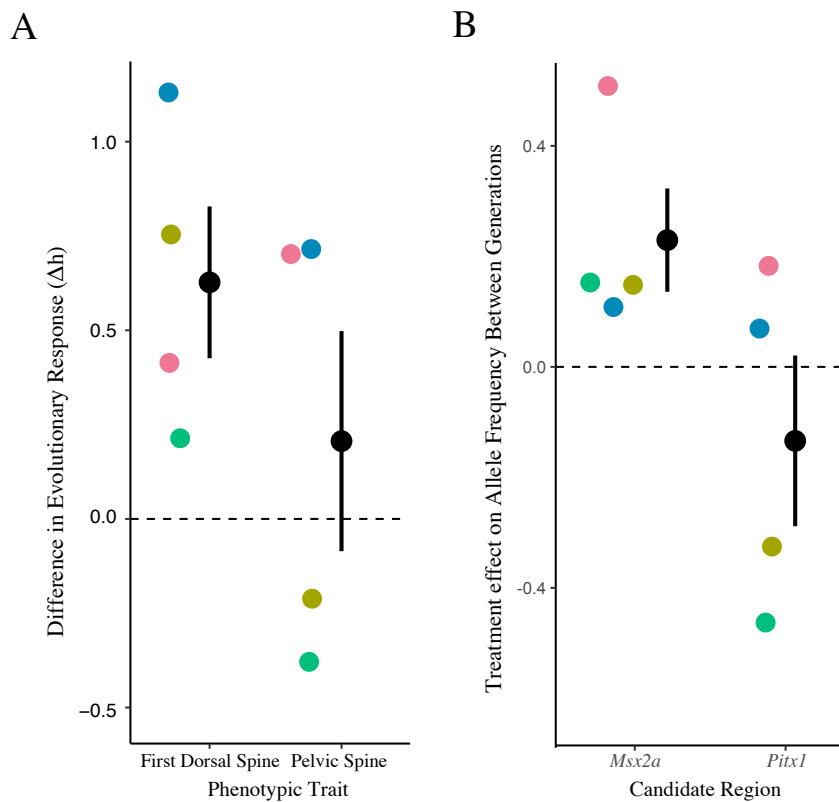 A
Difference in Evolutionary Response (Δh)
1.0
0.5
0.0
−0.5
First Dorsal Spine
Pelvic Spine
Phenotypic Trait
B
Treatment effect on Allele Frequency Between Generations
0.4
0.0
-0.4
Msx2a
Pitx1
Candidate Region